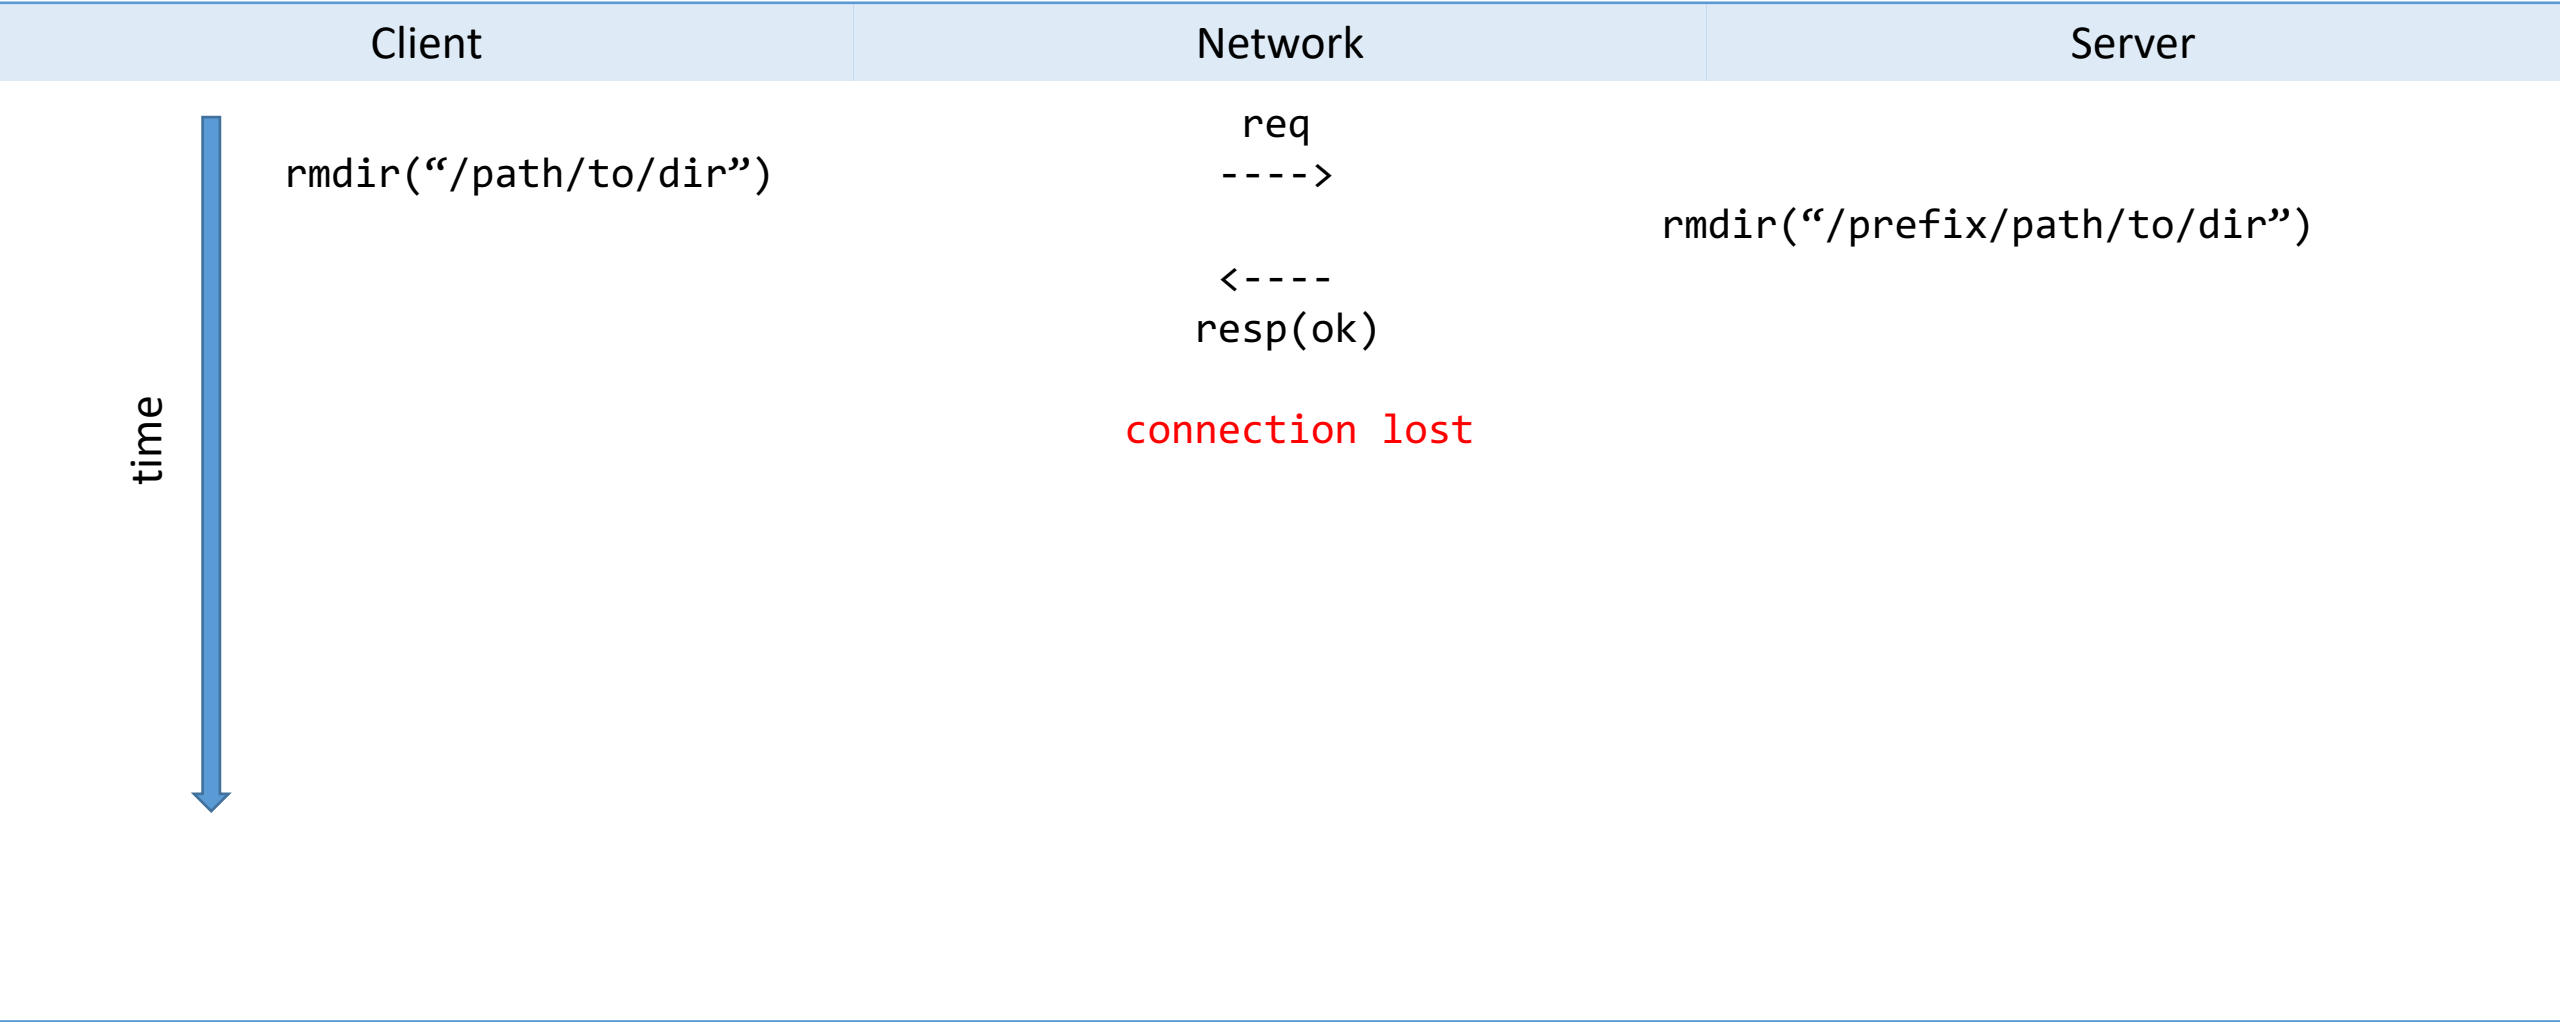 Client Network Server
req
rmdir(“/path/to/dir”) ---->
rmdir(“/prefix/path/to/dir”)
<----
resp(ok)
connection lost
time